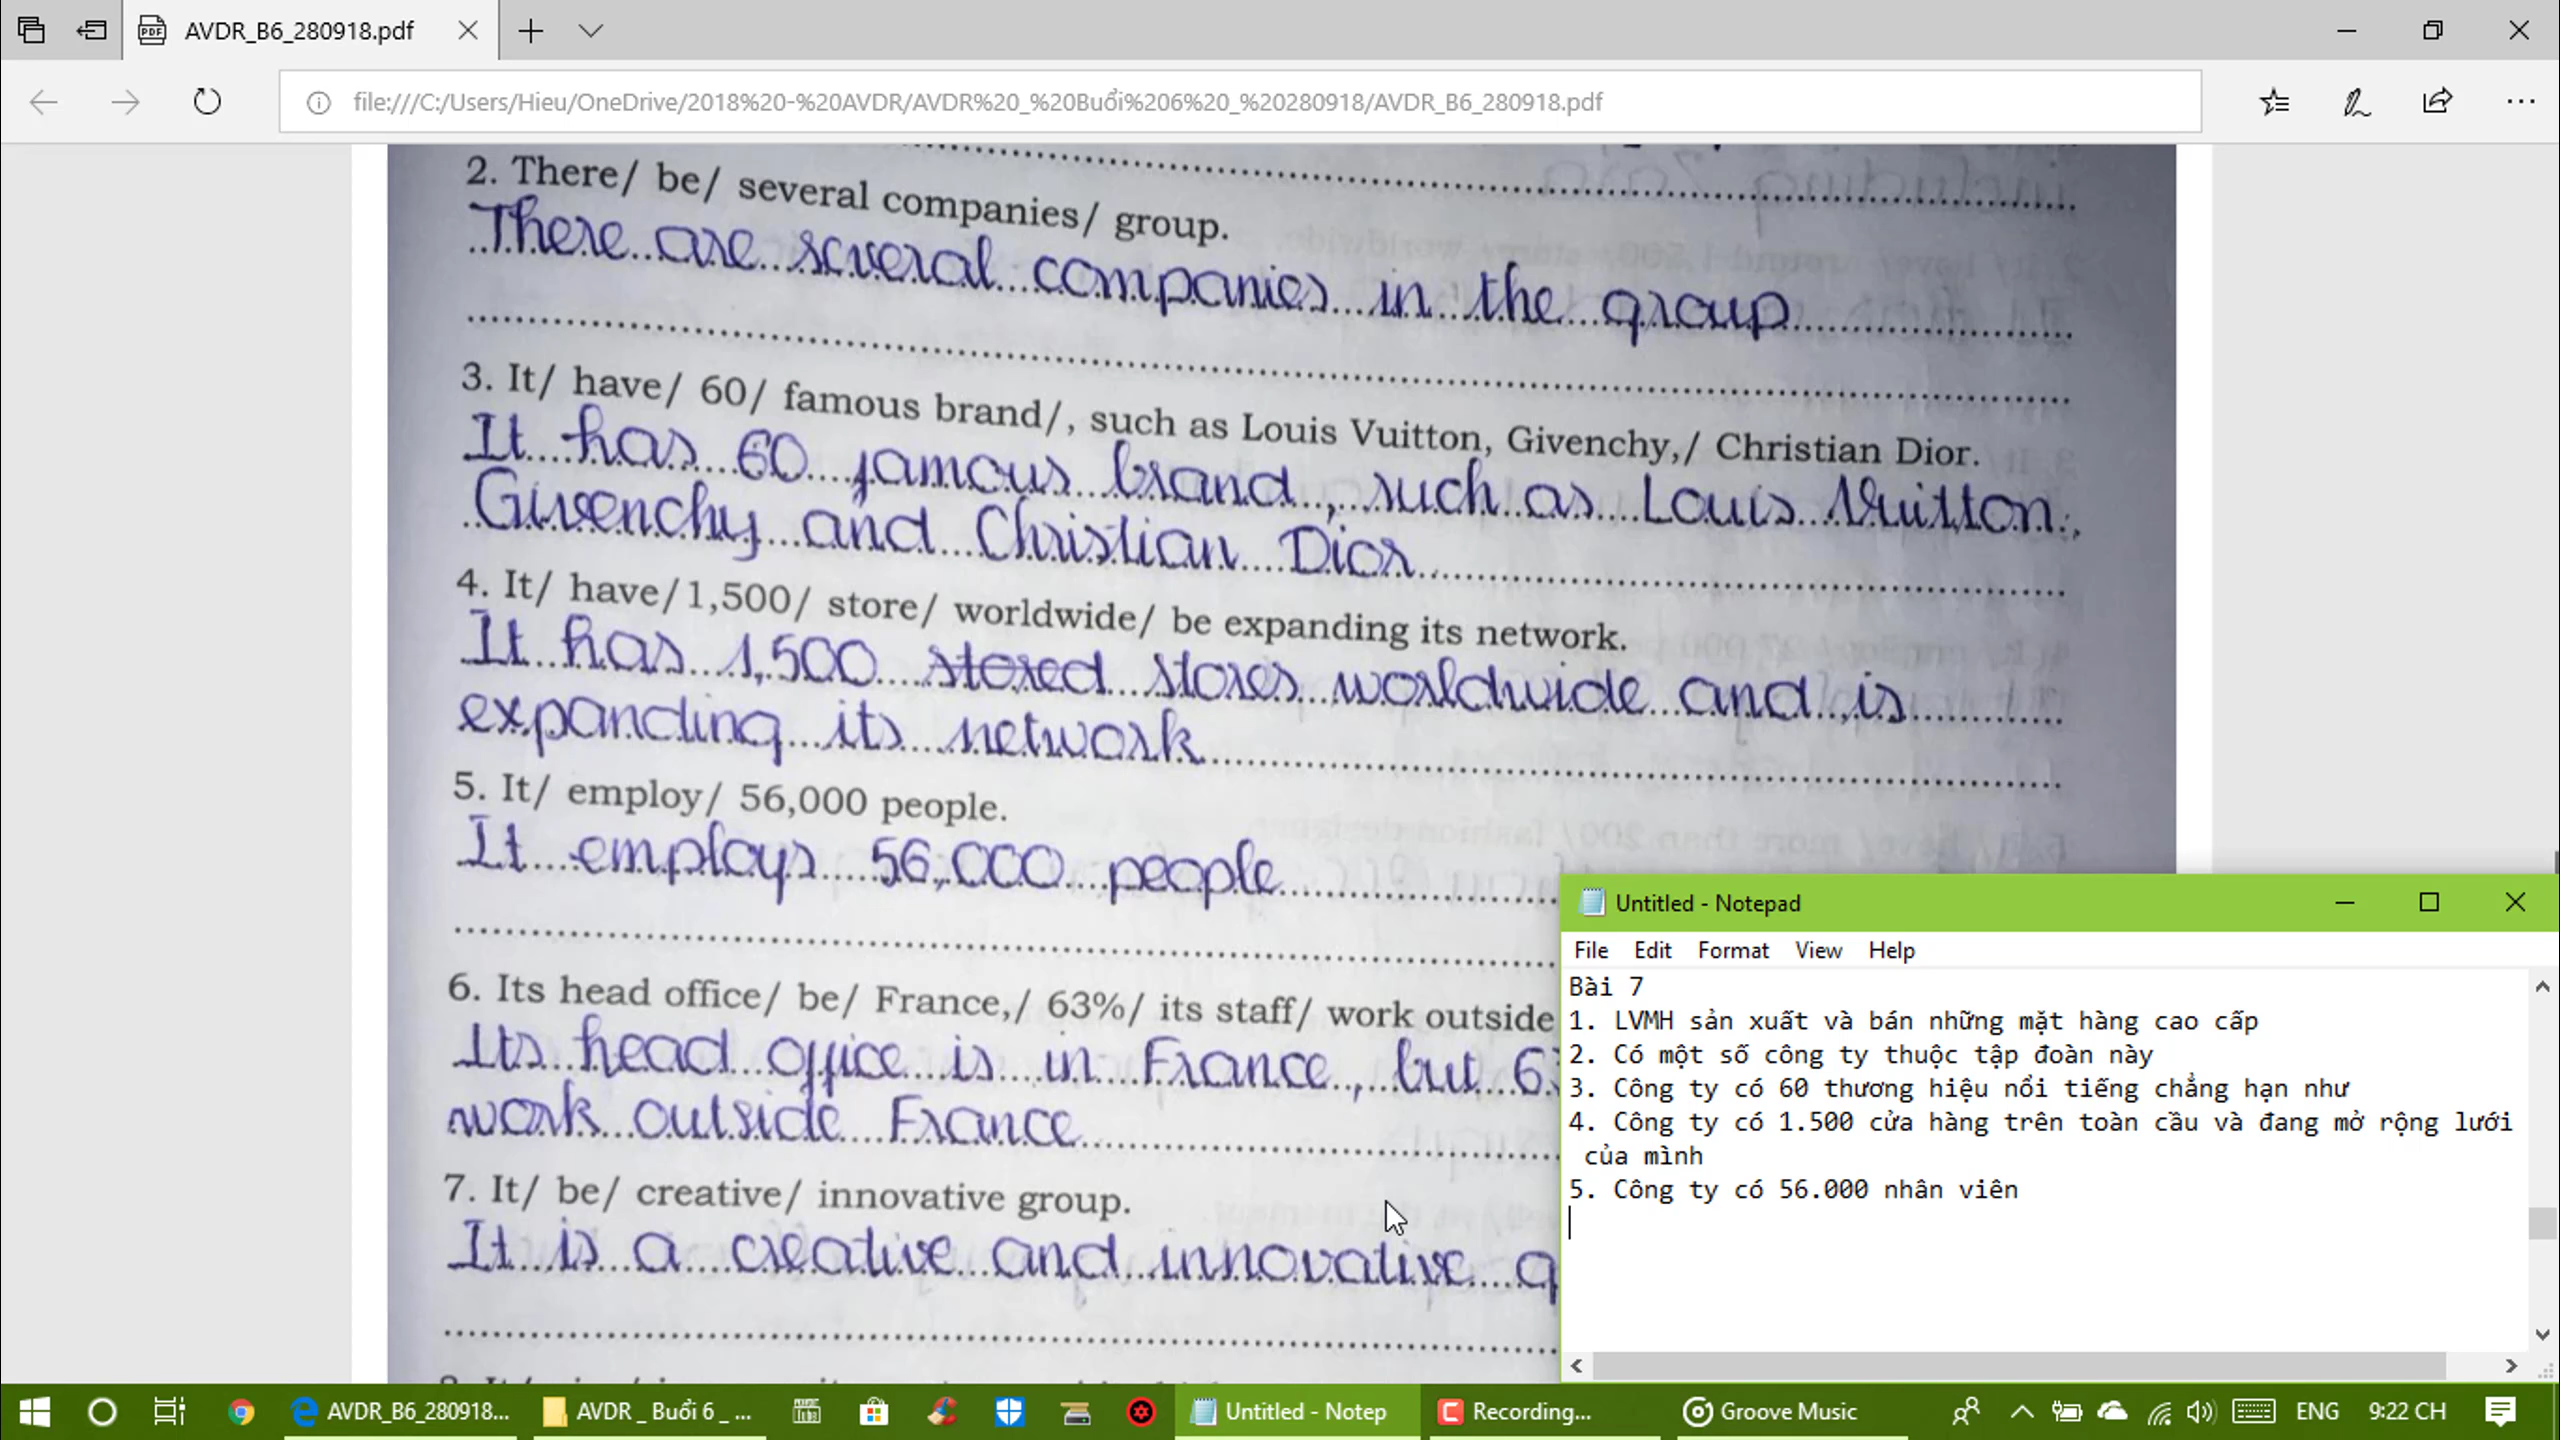 AVDR_B6_280918.pdf
file:///C:/Users/Hieu/OneDrive/2018%20-%20AVDR/AVDR%20_%20Buổi%206%20_%20280918/AVDR_B6_280918.pdf
2. There/ be/ several companies/ group.
There are several companies in the group
3. It/ have/ 60/ famous brand/, such as Louis Vuitton, Givenchy,/ Christian Dior.
It has 60 famous brand, such as Louis Vuitton,
Givenchy and Christian Dior
4. It/ have/1,500/ store/ worldwide/ be expanding its network.
It has 1,500 stored stores worldwide and is
expanding its network
5. It/ employ/ 56,000 people.
It employs 56,000 people
6. Its head office/ be/ France,/ 63%/ its staff/ work outside
Its head office is in France, but 6
work outside France
7. It/ be/ creative/ innovative group.
It is a creative and innovative g
Untitled - Notepad
File Edit Format View Help
Bài 7
1. LVMH sản xuất và bán những mặt hàng cao cấp
2. Có một số công ty thuộc tập đoàn này
3. Công ty có 60 thương hiệu nổi tiếng chẳng hạn như
4. Công ty có 1.500 cửa hàng trên toàn cầu và đang mở rộng lưới
của mình
5. Công ty có 56.000 nhân viên
AVDR_B6_280918... AVDR _ Buổi 6 _ ... Untitled - Notep Recording... Groove Music ENG 9:22 CH